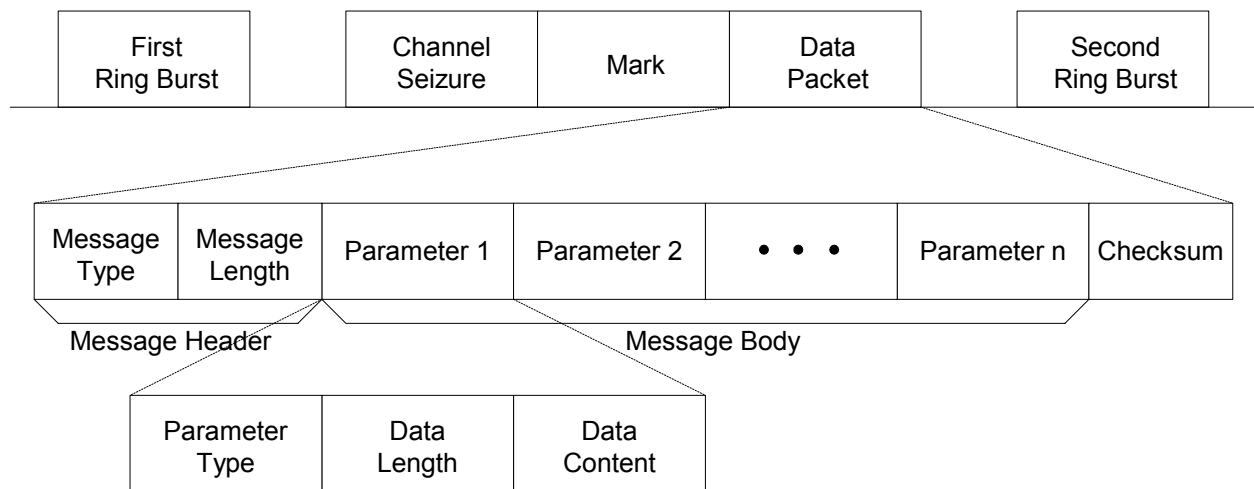 First
Ring Burst
Channel
Seizure
Mark
Data
Packet
Second
Ring Burst
Message
Type
Message
Length
Parameter 1
Parameter 2
• • •
Parameter n
Checksum
Message Header
Message Body
Parameter
Type
Data
Length
Data
Content